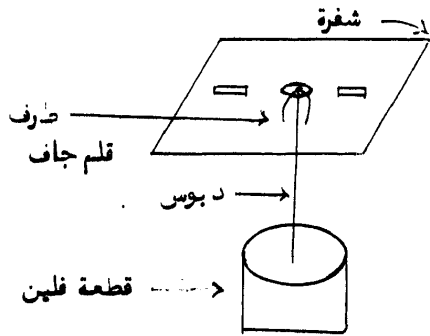 شفرة
طرف
قلم جاف
دبوس
قطعة فلين